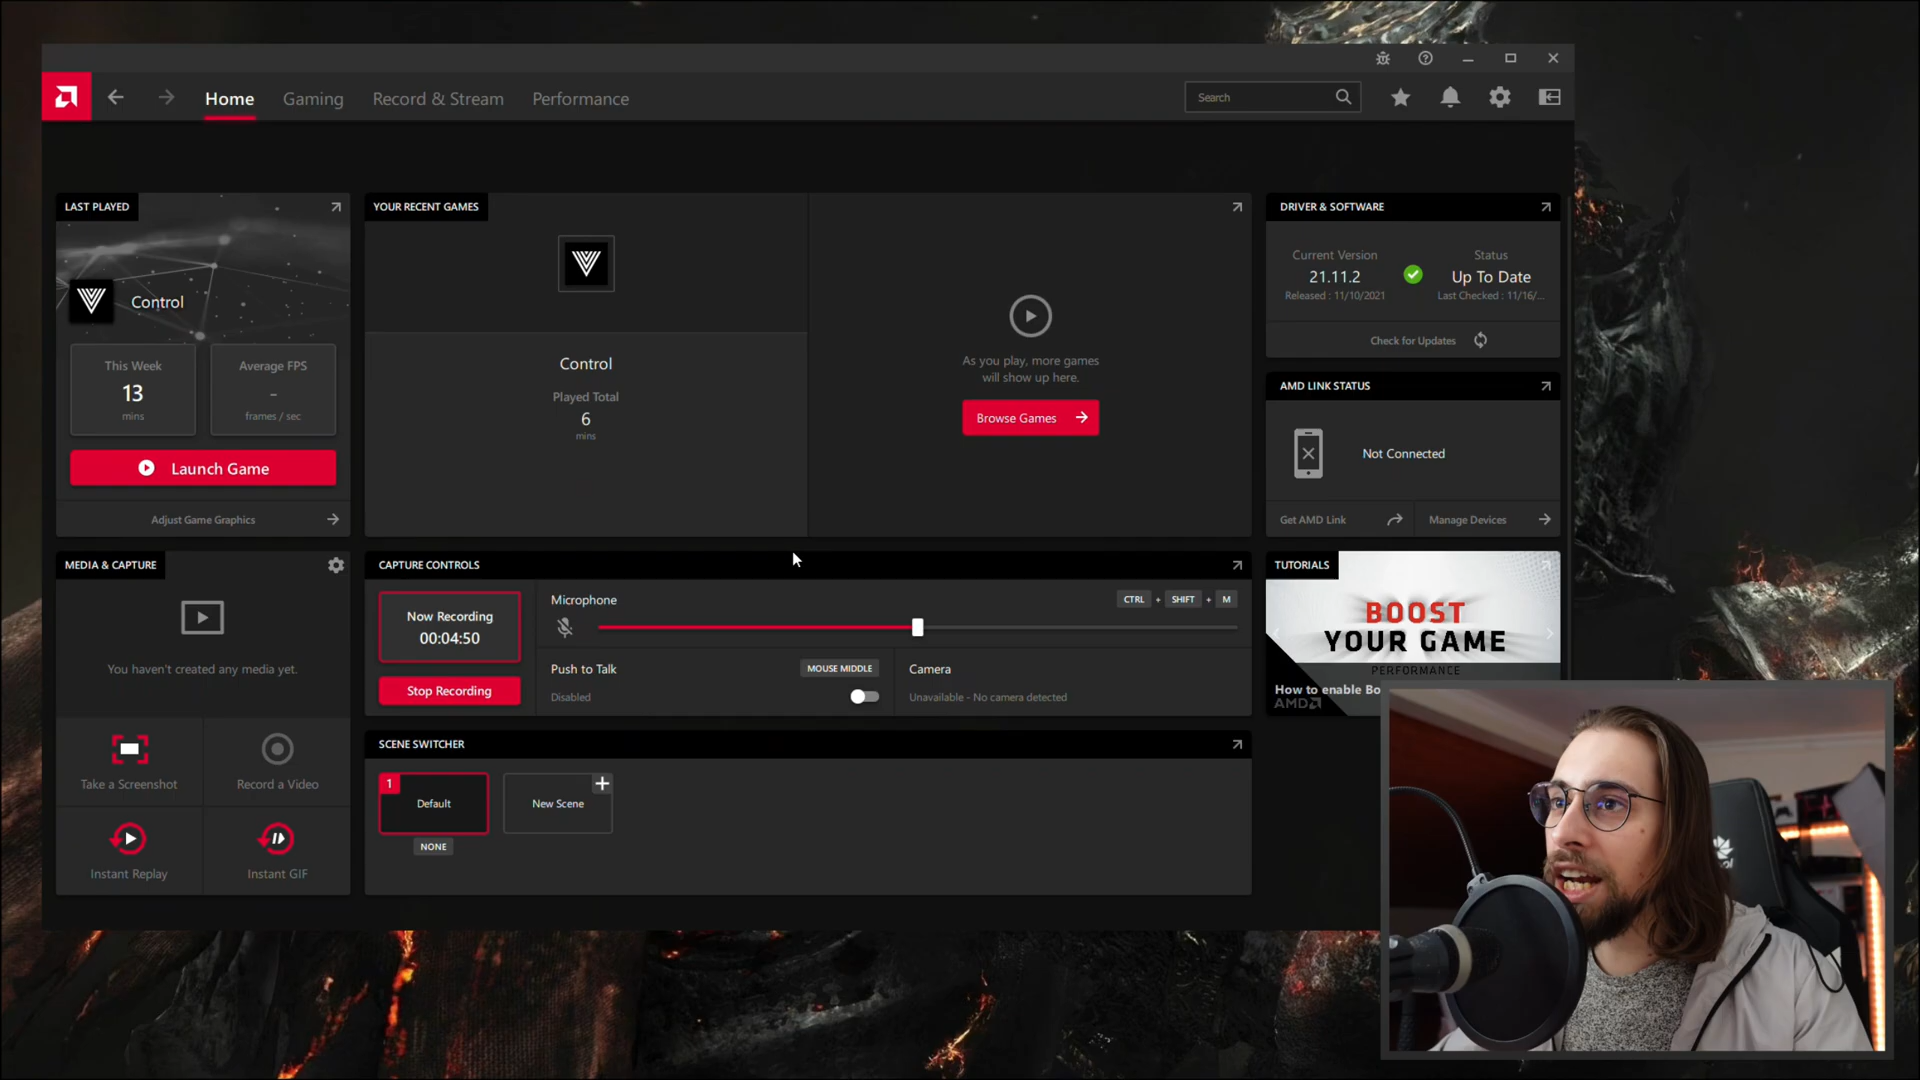 Home
Gaming
Record & Stream
Performance
Search
LAST PLAYED
Control
This Week
13
mins
Average FPS
-
frames / sec
Launch Game
Adjust Game Graphics
YOUR RECENT GAMES
Control
Played Total
6
mins
As you play, more games
will show up here.
Browse Games
DRIVER & SOFTWARE
Current Version
21.11.2
Released : 11/10/2021
Status
Up To Date
Last Checked : 11/16/...
Check for Updates
AMD LINK STATUS
Not Connected
Get AMD Link
Manage Devices
MEDIA & CAPTURE
You haven't created any media yet.
Take a Screenshot
Record a Video
Instant Replay
Instant GIF
CAPTURE CONTROLS
Now Recording
00:04:50
Stop Recording
Microphone
CTRL + SHIFT + M
Push to Talk
MOUSE MIDDLE
Disabled
Camera
Unavailable - No camera detected
SCENE SWITCHER
1
Default
NONE
New Scene
TUTORIALS
BOOST
YOUR GAME
PERFORMANCE
How to enable Bo
AMD